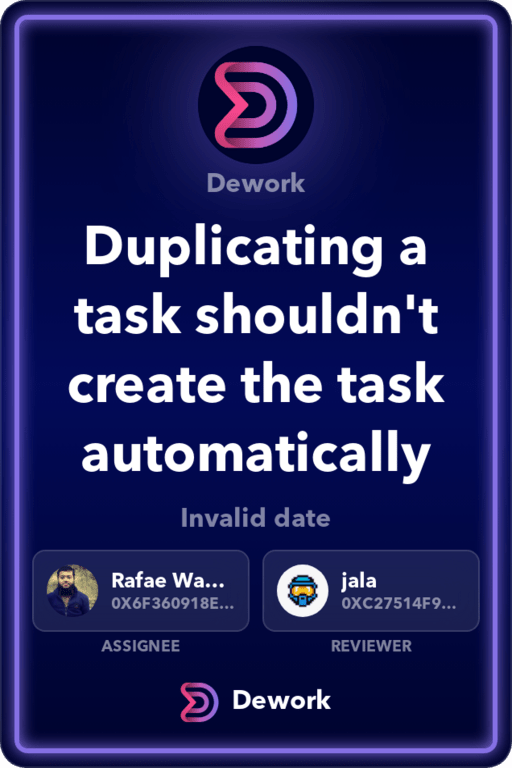 Dework
Duplicating a
task shouldn't
create the task
automatically
Invalid date
Rafae Wa...
0X6F360918E...
ASSIGNEE
jala
0XC27514F9...
REVIEWER
Dework